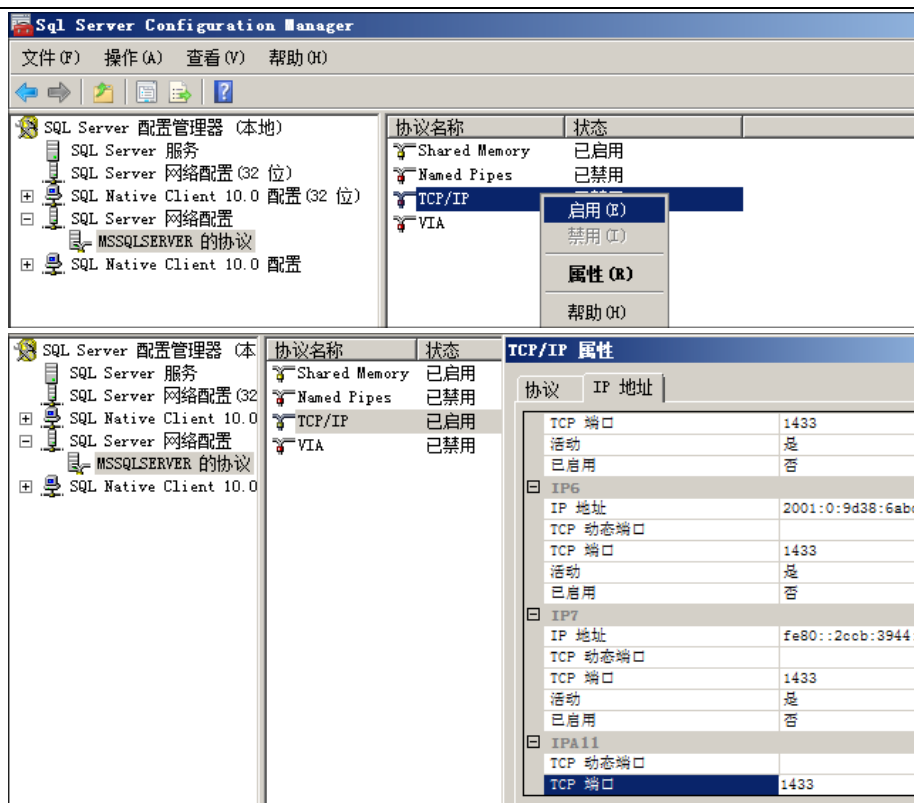 Sql Server Configuration Manager
文件(F) 操作(A) 查看(V) 帮助(H)
SQL Server 配置管理器 (本地)
SQL Server 服务
SQL Server 网络配置(32 位)
SQL Native Client 10.0 配置(32 位)
SQL Server 网络配置
MSSQLSERVER 的协议
SQL Native Client 10.0 配置
协议名称 状态
Shared Memory 已启用
Named Pipes 已禁用
TCP/IP
VIA
启用(E)
禁用(I)
属性(R)
帮助(H)
SQL Server 配置管理器 (本
SQL Server 服务
SQL Server 网络配置(32
SQL Native Client 10.0
SQL Server 网络配置
MSSQLSERVER 的协议
SQL Native Client 10.0
协议名称 状态
Shared Memory 已启用
Named Pipes 已禁用
TCP/IP 已启用
VIA 已禁用
TCP/IP 属性
协议 IP 地址
TCP 端口 1433
活动 是
已启用 否
IP6
IP 地址 2001:0:9d38:6abd
TCP 动态端口
TCP 端口 1433
活动 是
已启用 否
IP7
IP 地址 fe80::2ccb:3944:
TCP 动态端口
TCP 端口 1433
活动 是
已启用 否
IPAll
TCP 动态端口
TCP 端口 1433